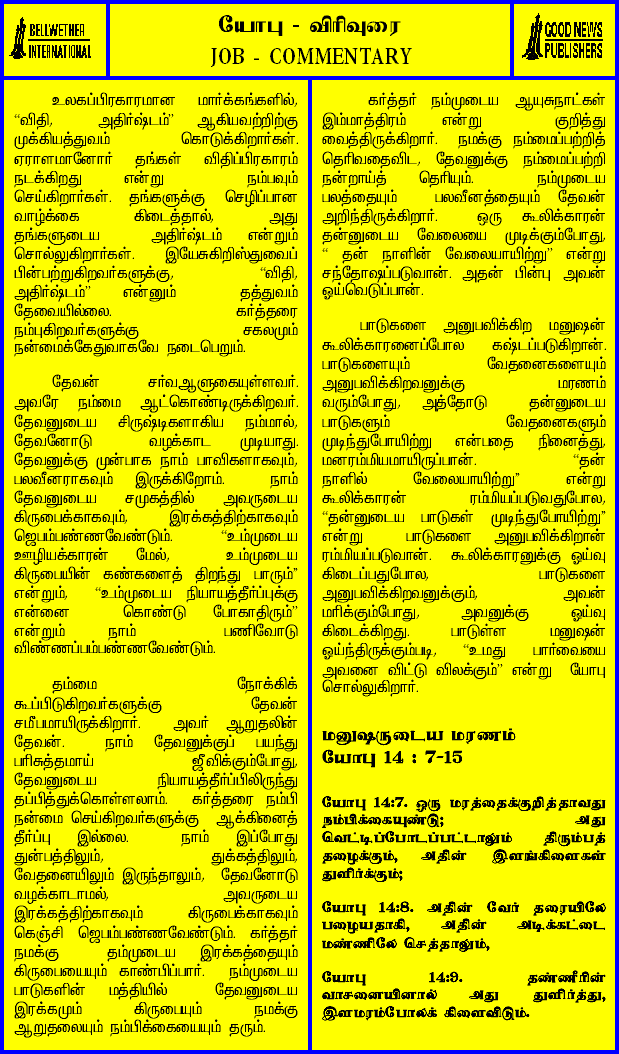 BELLWETHER
INTERNATIONAL
யோபு - விரிவுரை
JOB - COMMENTARY
GOOD NEWS
PUBLISHERS
உலகப்பிரகாரமான மார்க்கங்களில்,
“விதி, அதிர்ஷ்டம்” ஆகியவற்றிற்கு
முக்கியத்துவம் கொடுக்கிறார்கள்.
ஏராளமானோர் தங்கள் விதிப்பிரகாரம்
நடக்கிறது என்று நம்பவும்
செய்கிறார்கள். தங்களுக்கு செழிப்பான
வாழ்க்கை கிடைத்தால், அது
தங்களுடைய அதிர்ஷ்டம் என்றும்
சொல்லுகிறார்கள். இயேசுகிறிஸ்துவைப்
பின்பற்றுகிறவர்களுக்கு, “விதி,
அதிர்ஷ்டம்” என்னும் தத்துவம்
தேவையில்லை. கர்த்தரை
நம்புகிறவர்களுக்கு சகலமும்
நன்மைக்கேதுவாகவே நடைபெறும்.
தேவன் சர்வஆளுகையுள்ளவர்.
அவரே நம்மை ஆட்கொண்டிருக்கிறவர்.
தேவனுடைய சிருஷ்டிகளாகிய நம்மால்,
தேவனோடு வழக்காட முடியாது.
தேவனுக்கு முன்பாக நாம் பாவிகளாகவும்,
பலவீனராகவும் இருக்கிறோம். நாம்
தேவனுடைய சமுகத்தில் அவருடைய
கிருபைக்காகவும், இரக்கத்திற்காகவும்
ஜெபம்பண்ணவேண்டும். “உம்முடைய
ஊழியக்காரன் மேல், உம்முடைய
கிருபையின் கண்களைத் திறந்து பாரும்”
என்றும், “உம்முடைய நியாயத்தீர்ப்புக்கு
என்னை கொண்டு போகாதிரும்”
என்றும் நாம் பணிவோடு
விண்ணப்பம்பண்ணவேண்டும்.
தம்மை நோக்கிக்
கூப்பிடுகிறவர்களுக்கு தேவன்
சமீபமாயிருக்கிறார். அவர் ஆறுதலின்
தேவன். நாம் தேவனுக்குப் பயந்து
பரிசுத்தமாய் ஜீவிக்கும்போது,
தேவனுடைய நியாயத்தீர்ப்பிலிருந்து
தப்பித்துக்கொள்ளலாம். கர்த்தரை நம்பி
நன்மை செய்கிறவர்களுக்கு ஆக்கினைத்
தீர்ப்பு இல்லை. நாம் இப்போது
துன்பத்திலும், துக்கத்திலும்,
வேதனையிலும் இருந்தாலும், தேவனோடு
வழக்காடாமல், அவருடைய
இரக்கத்திற்காகவும் கிருபைக்காகவும்
கெஞ்சி ஜெபம்பண்ணவேண்டும். கர்த்தர்
நமக்கு தம்முடைய இரக்கத்தையும்
கிருபையையும் காண்பிப்பார். நம்முடைய
பாடுகளின் மத்தியில் தேவனுடைய
இரக்கமும் கிருபையும் நமக்கு
ஆறுதலையும் நம்பிக்கையையும் தரும்.
கர்த்தர் நம்முடைய ஆயுசுநாட்கள்
இம்மாத்திரம் என்று குறித்து
வைத்திருக்கிறார். நமக்கு நம்மைப்பற்றித்
தெரிவதைவிட, தேவனுக்கு நம்மைப்பற்றி
நன்றாய்த் தெரியும். நம்முடைய
பலத்தையும் பலவீனத்தையும் தேவன்
அறிந்திருக்கிறார். ஒரு கூலிக்காரன்
தன்னுடைய வேலையை முடிக்கும்போது,
“ தன் நாளின் வேலையாயிற்று” என்று
சந்தோஷப்படுவான். அதன் பின்பு அவன்
ஓய்வெடுப்பான்.
பாடுகளை அனுபவிக்கிற மனுஷன்
கூலிக்காரனைப்போல கஷ்டப்படுகிறான்.
பாடுகளையும் வேதனைகளையும்
அனுபவிக்கிறவனுக்கு மரணம்
வரும்போது, அத்தோடு தன்னுடைய
பாடுகளும் வேதனைகளும்
முடிந்துபோயிற்று என்பதை நினைத்து,
மனரம்மியமாயிருப்பான். “தன்
நாளில் வேலையாயிற்று” என்று
கூலிக்காரன் ரம்மியப்படுவதுபோல,
“தன்னுடைய பாடுகள் முடிந்துபோயிற்று”
என்று பாடுகளை அனுபவிக்கிறான்
ரம்மியப்படுவான். கூலிக்காரனுக்கு ஓய்வு
கிடைப்பதுபோல, பாடுகளை
அனுபவிக்கிறவனுக்கும், அவன்
மரிக்கும்போது, அவனுக்கு ஓய்வு
கிடைக்கிறது. பாடுள்ள மனுஷன்
ஓய்ந்திருக்கும்படி, “உமது பார்வையை
அவனை விட்டு விலக்கும்” என்று யோபு
சொல்லுகிறார்.
மனுஷருடைய மரணம்
யோபு 14 : 7-15
யோபு 14:7. ஒரு மரத்தைக்குறித்தாவது
நம்பிக்கையுண்டு; அது
வெட்டிப்போடப்பட்டாலும் திரும்பத்
தழைக்கும், அதின் இளங்கிளைகள்
துளிர்க்கும்;
யோபு 14:8. அதின் வேர் தரையிலே
பழையதாகி, அதின் அடிக்கட்டை
மண்ணிலே செத்தாலும்,
யோபு 14:9. தண்ணீரின்
வாசனையினால் அது துளிர்த்து,
இளமரம்போலக் கிளைவிடும்.